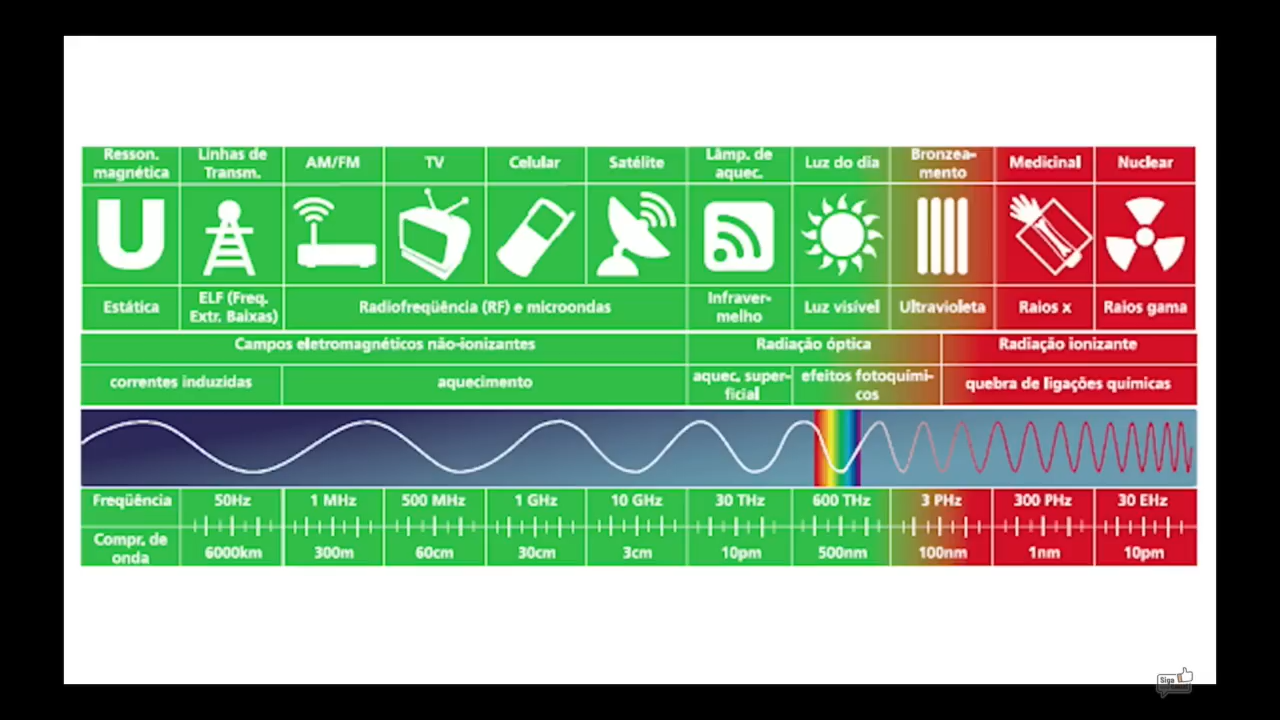 Resson.
magnética
Linhas de
Transm.
AM/FM
TV
Celular
Satélite
Lâmp. de
aquec.
Luz do dia
Bronzea-
mento
Medicinal
Nuclear
Estática
ELF (Freq.
Extr. Baixas)
Radiofreqüência (RF) e microondas
Infraver-
melho
Luz visível
Ultravioleta
Raios x
Raios gama
Campos eletromagnéticos não-ionizantes
Radiação óptica
Radiação ionizante
correntes induzidas
aquecimento
aquec. super-
ficial
efeitos fotoquími-
cos
quebra de ligações químicas
Freqüência
50Hz
1 MHz
500 MHz
1 GHz
10 GHz
30 THz
600 THz
3 PHz
300 PHz
30 EHz
Compr. de
onda
6000km
300m
60cm
30cm
3cm
10pm
500nm
100nm
1nm
10pm
Siga